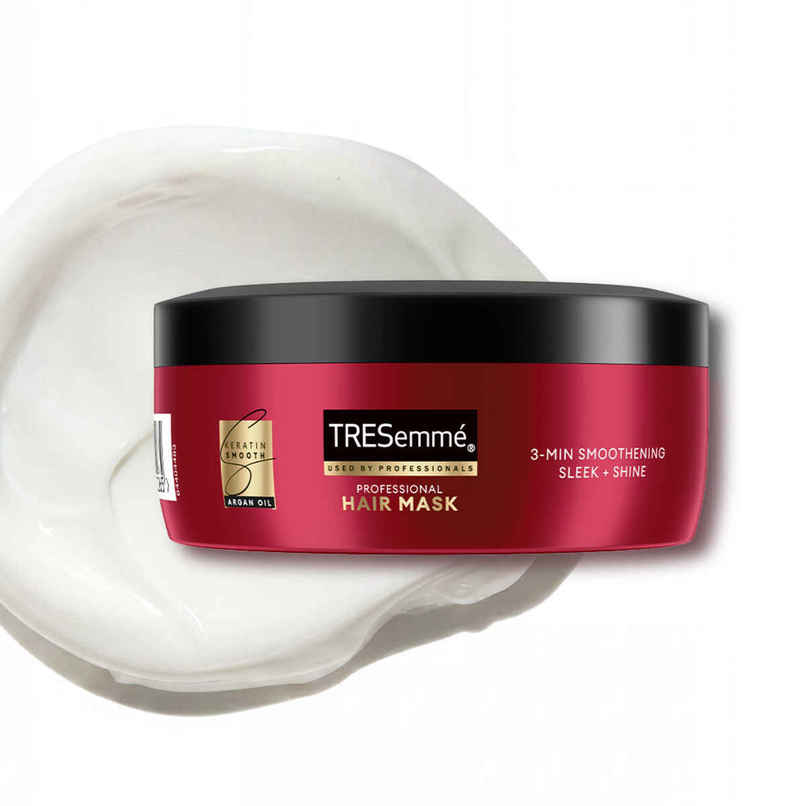 KERATIN
SMOOTH
ARGAN OIL
TRESemmé®
USED BY PROFESSIONALS
PROFESSIONAL
HAIR MASK
3-MIN SMOOTHENING
SLEEK + SHINE